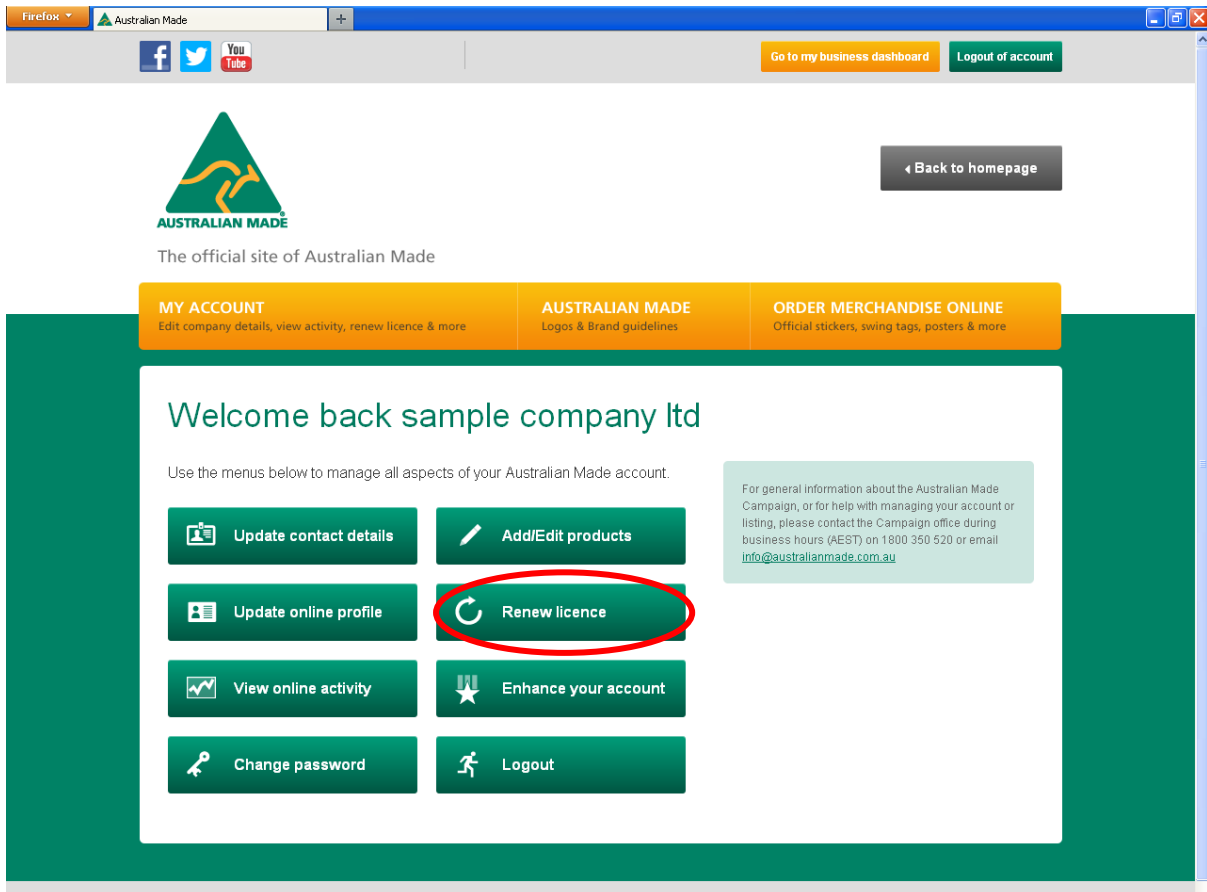 Firefox
Australian Made
You
Tube
Go to my business dashboard
Logout of account
AUSTRALIAN MADE
Back to homepage
The official site of Australian Made
MY ACCOUNT
Edit company details, view activity, renew licence & more
AUSTRALIAN MADE
Logos & Brand guidelines
ORDER MERCHANDISE ONLINE
Official stickers, swing tags, posters & more
Welcome back sample company ltd
Use the menus below to manage all aspects of your Australian Made account.
Update contact details
Add/Edit products
Update online profile
Renew licence
View online activity
Enhance your account
Change password
Logout
For general information about the Australian Made
Campaign, or for help with managing your account or
listing, please contact the Campaign office during
business hours (AEST) on 1800 350 520 or email
info@australianmade.com.au